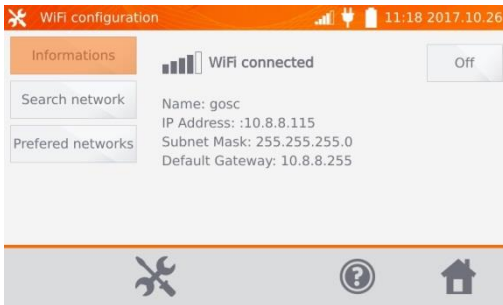 WiFi configuration
11:18 2017.10.26
Informations
WiFi connected
Off
Search network
Prefered networks
Name: gosc
IP Address: :10.8.8.115
Subnet Mask: 255.255.255.0
Default Gateway: 10.8.8.255
?